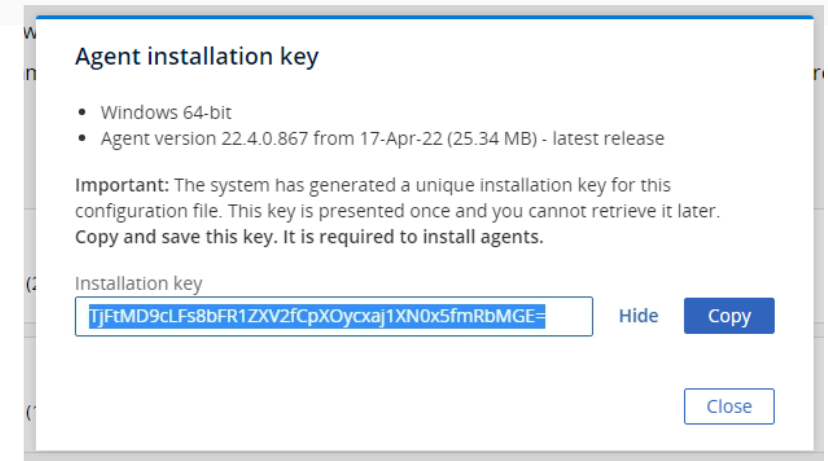 Agent installation key
Windows 64-bit
Agent version 22.4.0.867 from 17-Apr-22 (25.34 MB) - latest release
Important: The system has generated a unique installation key for this
configuration file. This key is presented once and you cannot retrieve it later.
Copy and save this key. It is required to install agents.
Installation key
TjFtMD9cLFs8bFR1ZXV2fCpXOycxaj1XN0x5fmRbMGE=
Hide
Copy
Close